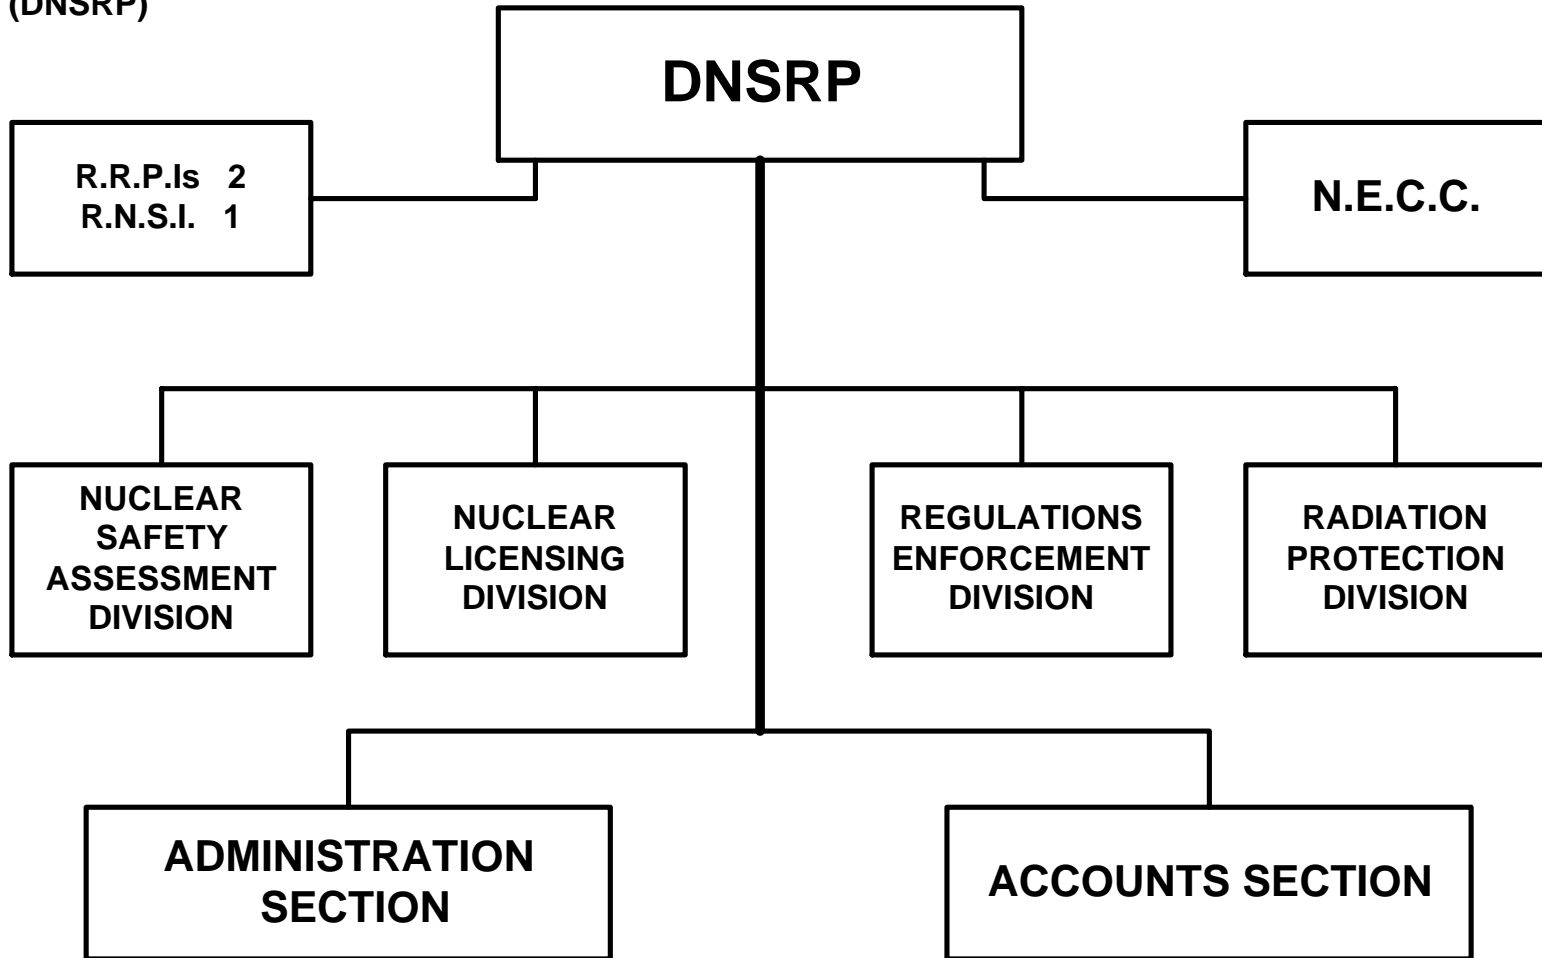 (DNSRP)
DNSRP
R.R.P.Is 2
R.N.S.I. 1
N.E.C.C.
NUCLEAR
SAFETY
ASSESSMENT
DIVISION
NUCLEAR
LICENSING
DIVISION
REGULATIONS
ENFORCEMENT
DIVISION
RADIATION
PROTECTION
DIVISION
ADMINISTRATION
SECTION
ACCOUNTS SECTION